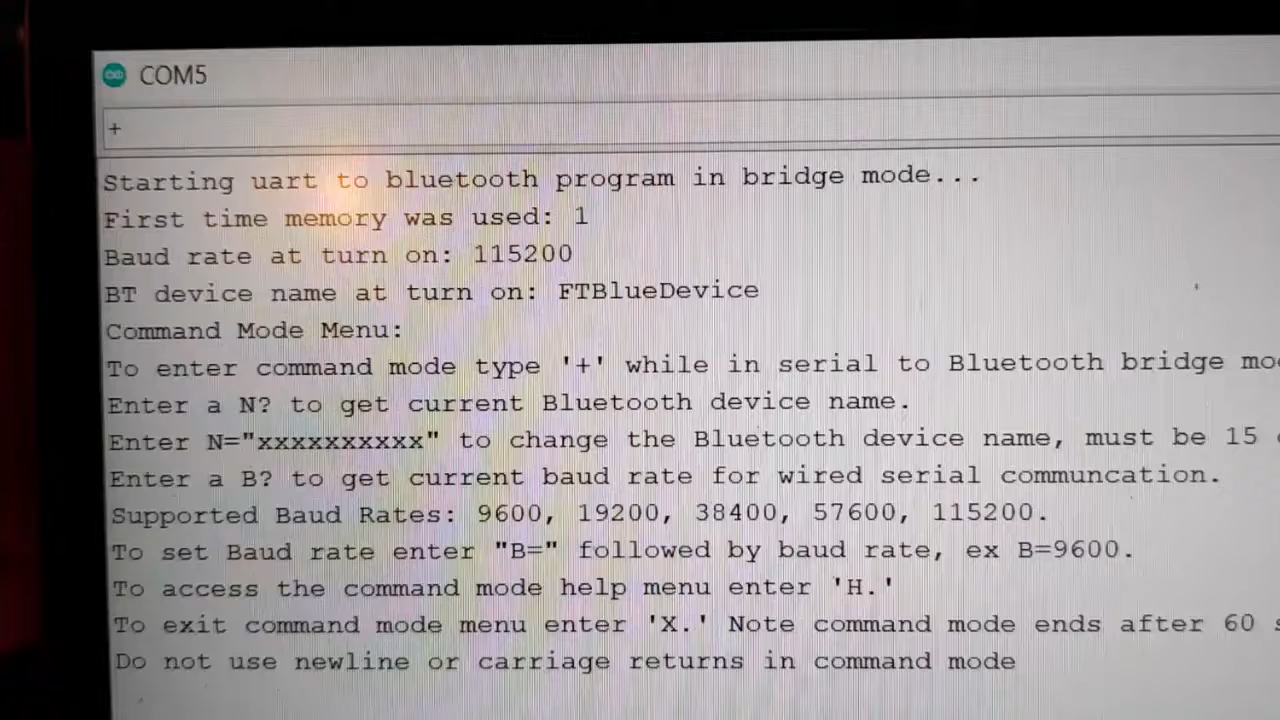 COM5
+
Starting uart to bluetooth program in bridge mode...
First time memory was used: 1
Baud rate at turn on: 115200
BT device name at turn on: FTBlueDevice
Command Mode Menu:
To enter command mode type '+' while in serial to Bluetooth bridge
Enter a N? to get current Bluetooth device name.
Enter N="xxxxxxxxxx" to change the Bluetooth device name, must be 15
Enter a B? to get current baud rate for wired serial communcation.
Supported Baud Rates: 9600, 19200, 38400, 57600, 115200.
To set Baud rate enter "B=" followed by baud rate, ex B=9600.
To access the command mode help menu enter 'H.'
To exit command mode menu enter 'X.' Note command mode ends after 60
Do not use newline or carriage returns in command mode